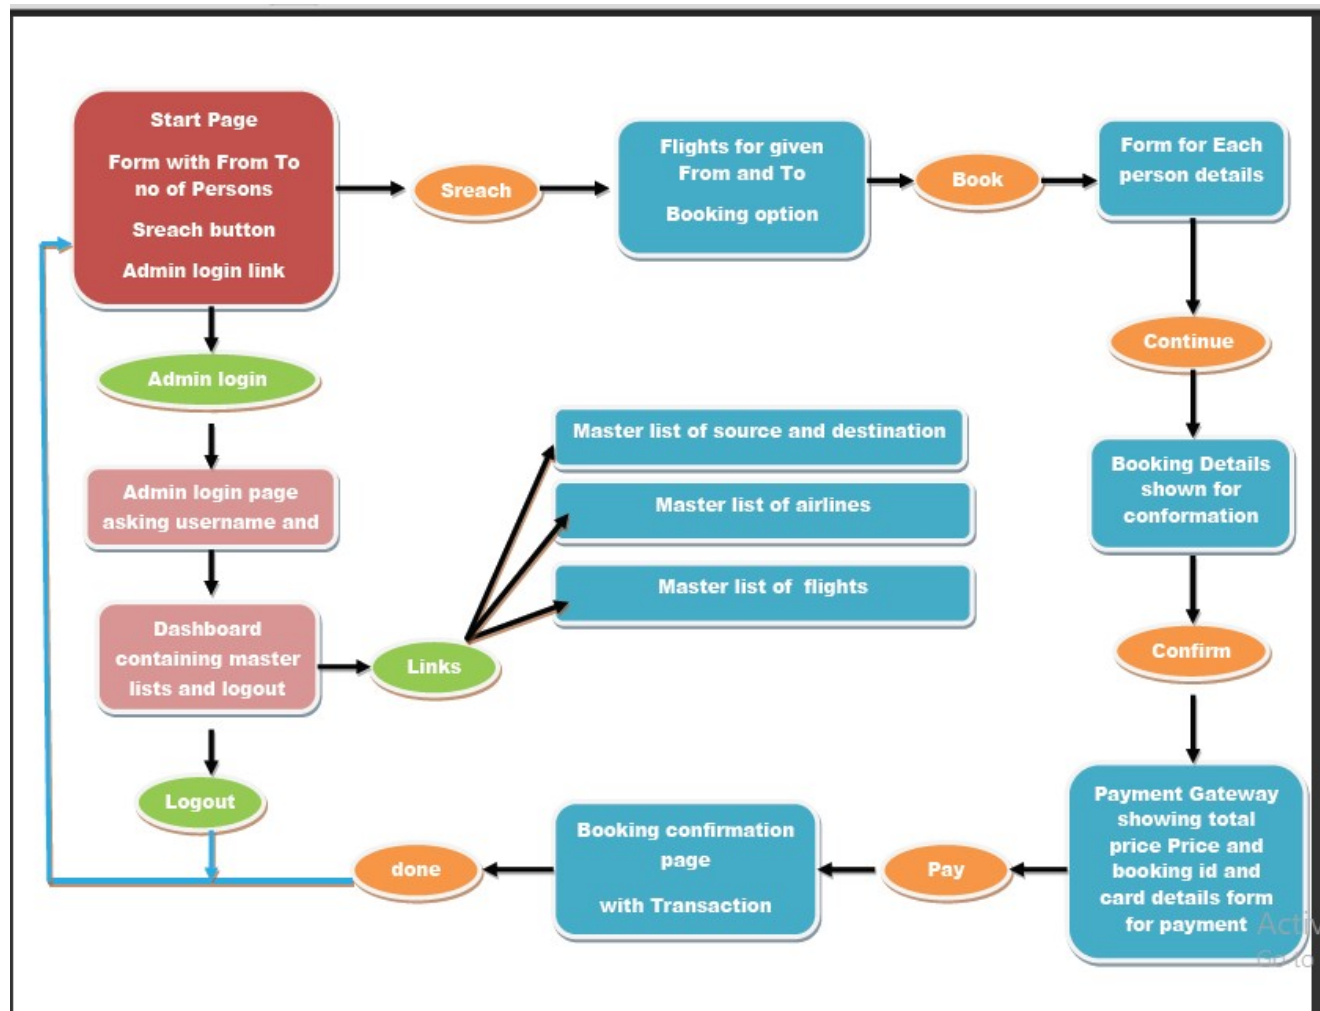 Start Page
Form with From To
no of Persons
Sreach button
Admin login link
Sreach
Flights for given
From and To
Booking option
Book
Form for Each
person details
Continue
Booking Details
shown for
conformation
Confirm
Payment Gateway
showing total
price Price and
booking id and
card details form
for payment
Pay
Booking confirmation
page
with Transaction
done
Admin login
Admin login page
asking username and
Dashboard
containing master
lists and logout
Links
Master list of source and destination
Master list of airlines
Master list of  flights
Logout
Go to